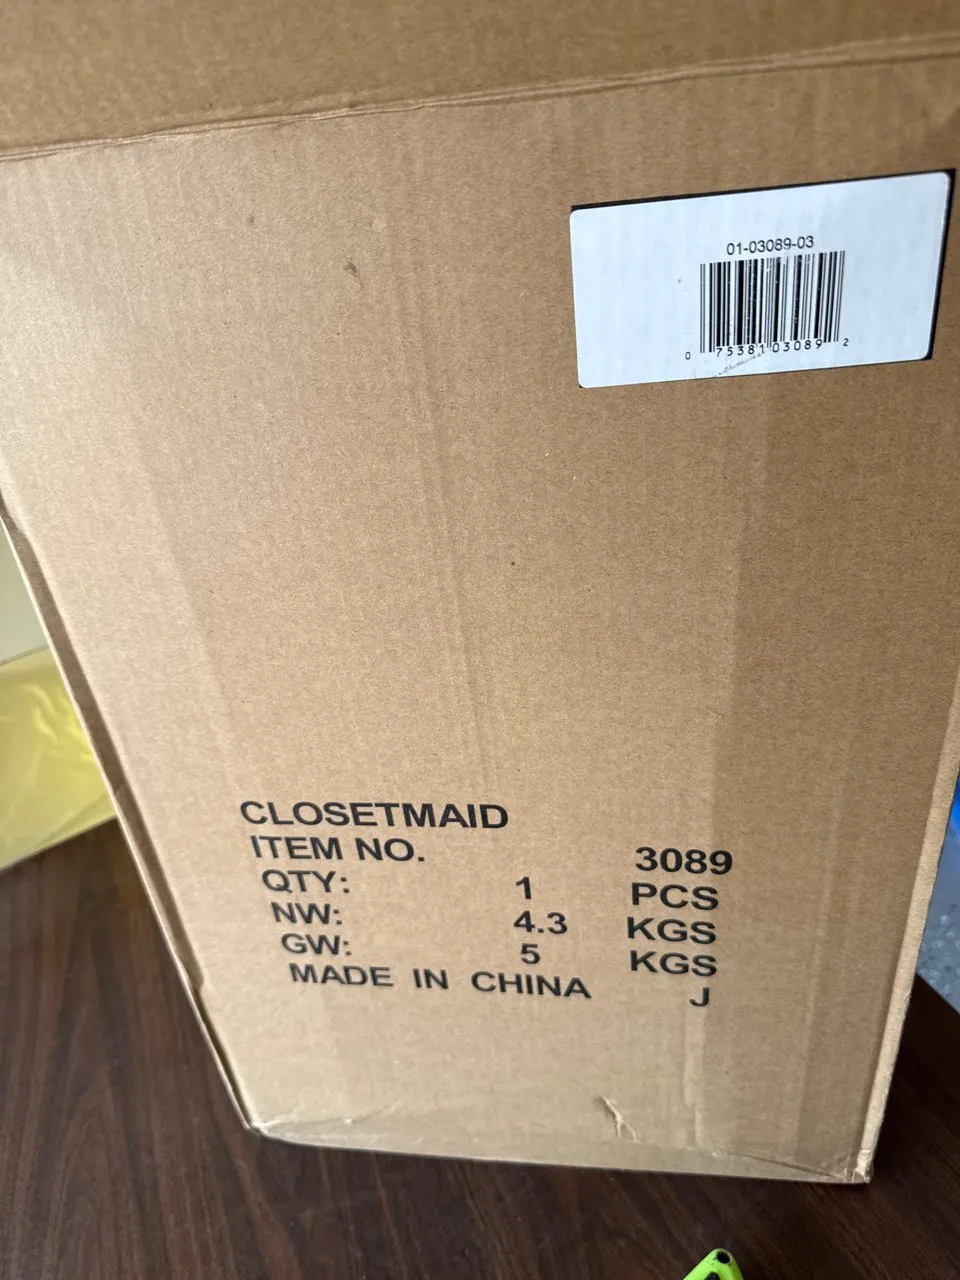 01-03089-03
0 75381 03089 2
CLOSETMAID
ITEM NO. 3089
QTY: 1 PCS
NW: 4.3 KGS
GW: 5 KGS
MADE IN CHINA J